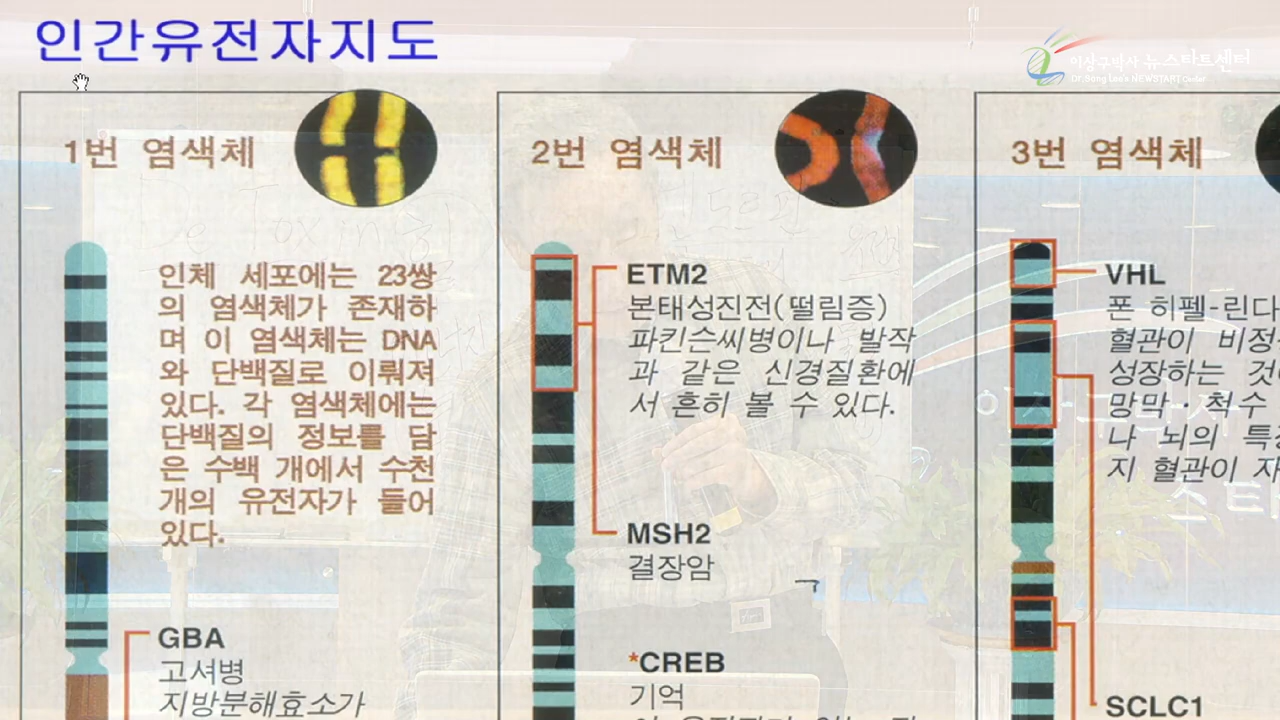 인간유전자지도
이상구박사 뉴스타트센터
Dr.Sang Lee's NEWSTART Center
1번 염색체
인체 세포에는 23쌍
의 염색체가 존재하
며 이 염색체는 DNA
와 단백질로 이뤄져
있다. 각 염색체에는
단백질의 정보를 담
은 수백 개에서 수천
개의 유전자가 들어
있다.
GBA
고셔병
지방분해효소가
2번 염색체
ETM2
본태성진전(떨림증)
파킨슨씨병이나 발작
과 같은 신경질환에
서 흔히 볼 수 있다.
MSH2
결장암
*CREB
기억
3번 염색체
VHL
폰 히펠-린다
혈관이 비정
성장하는 것
망막·척수
나 뇌의 특
지 혈관이 자
SCLC1